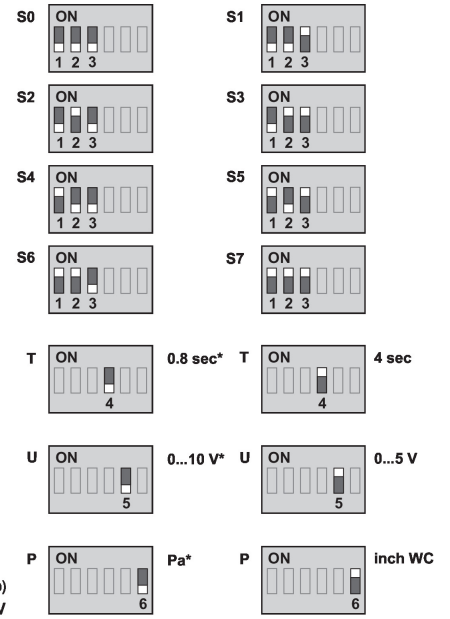 S0 ON S1 ON
1 2 3 1 2 3
S2 ON S3 ON
1 2 3 1 2 3
S4 ON S5 ON
1 2 3 1 2 3
S6 ON S7 ON
1 2 3 1 2 3
T ON 0.8 sec* T ON 4 sec
4 4
U ON 0...10 V* U ON 0...5 V
5 5
P ON Pa* P ON inch WC
6 6